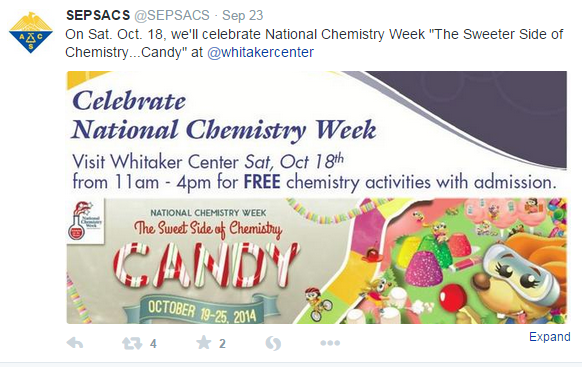 SEPSACS @SEPSACS · Sep 23
On Sat. Oct. 18, we'll celebrate National Chemistry Week "The Sweeter Side of
Chemistry...Candy" at @whitakercenter
ACS
Celebrate
National Chemistry Week
Visit Whitaker Center Sat, Oct 18th
from 11am - 4pm for FREE chemistry activities with admission.
National
Chemistry
Week
NATIONAL CHEMISTRY WEEK
The Sweet Side of Chemistry
CANDY
OCTOBER 19-25, 2014
4
2
Expand